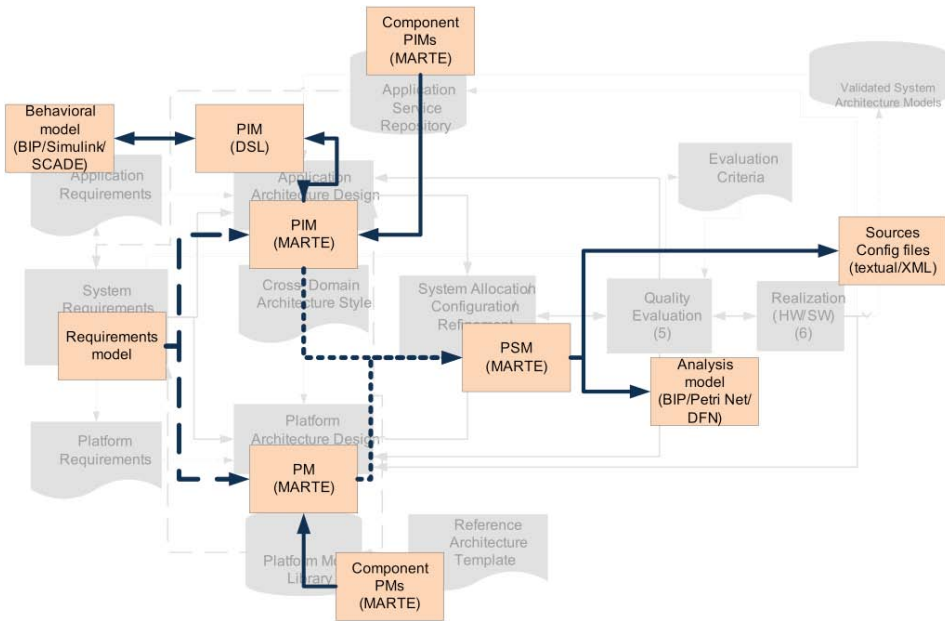 Component
PIMs
(MARTE)
Application
Service
Repository
Validated System
Architecture Models
Behavioral
model
(BIP/Simulink/
SCADE)
PIM
(DSL)
Application
Requirements
Application
Architecture Design
Evaluation
Criteria
PIM
(MARTE)
Sources
Config files
(textual/XML)
Cross Domain
Architecture Style
System
Requirements
System Allocation
Configuration
Refinement
Quality
Evaluation
(5)
Realization
(HW/SW)
(6)
Requirements
model
PSM
(MARTE)
Analysis
model
(BIP/Petri Net/
DFN)
Platform
Architecture Design
Platform
Requirements
PM
(MARTE)
Reference
Architecture
Template
Platform
Library
Component
PMs
(MARTE)